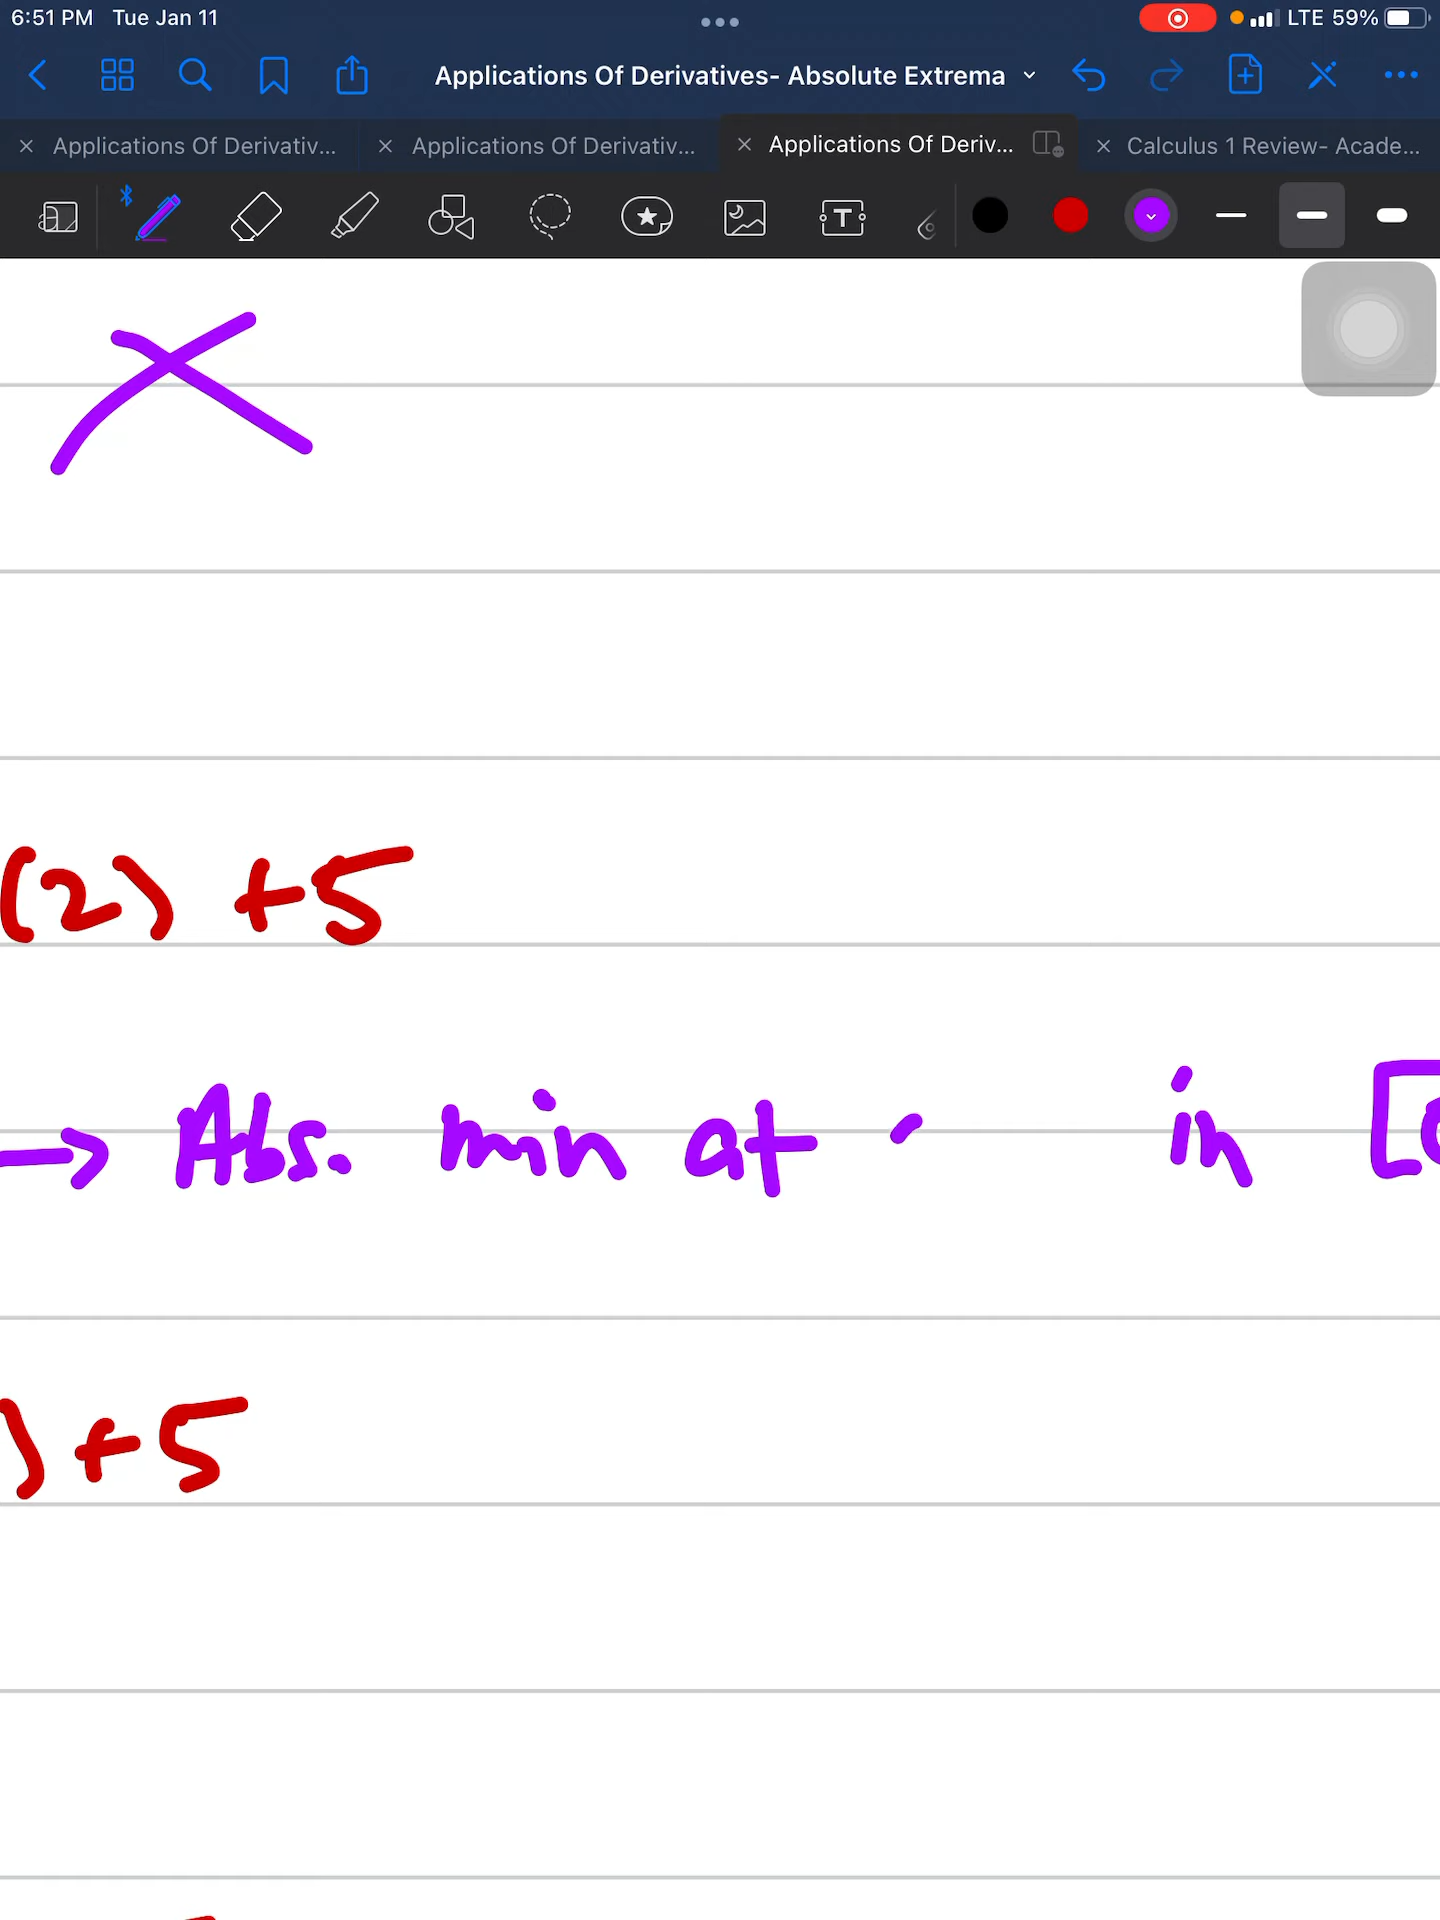 6:51 PM Tue Jan 11 LTE 59%
Applications Of Derivatives- Absolute Extrema
Applications Of Derivativ... Applications Of Derivativ... Applications Of Deriv... Calculus 1 Review- Acade...
T
(2) +5
→ Abs. min at in [
) +5